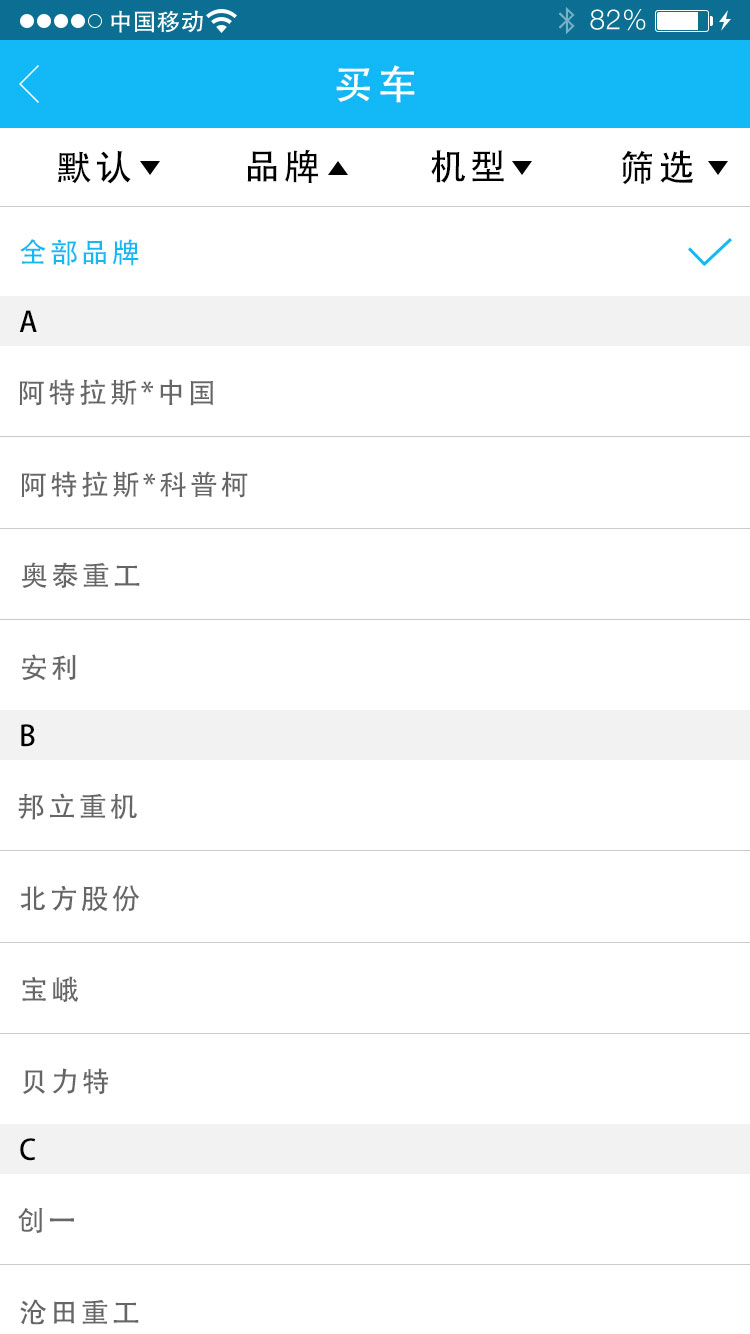 中国移动 82%
买车
默认 品牌 机型 筛选
全部品牌
A
阿特拉斯*中国
阿特拉斯*科普柯
奥泰重工
安利
B
邦立重机
北方股份
宝峨
贝力特
C
创一
沧田重工